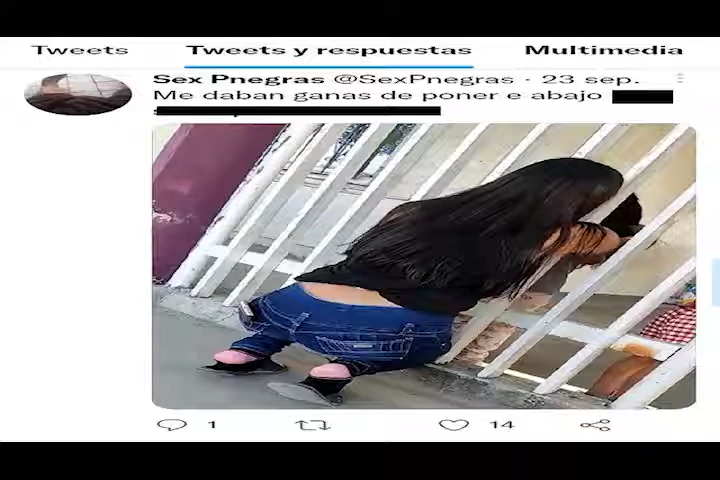 Tweets Tweets y respuestas Multimedia
Sex Pnegras @SexPnegras · 23 sep.
Me daban ganas de poner e abajo
1 14